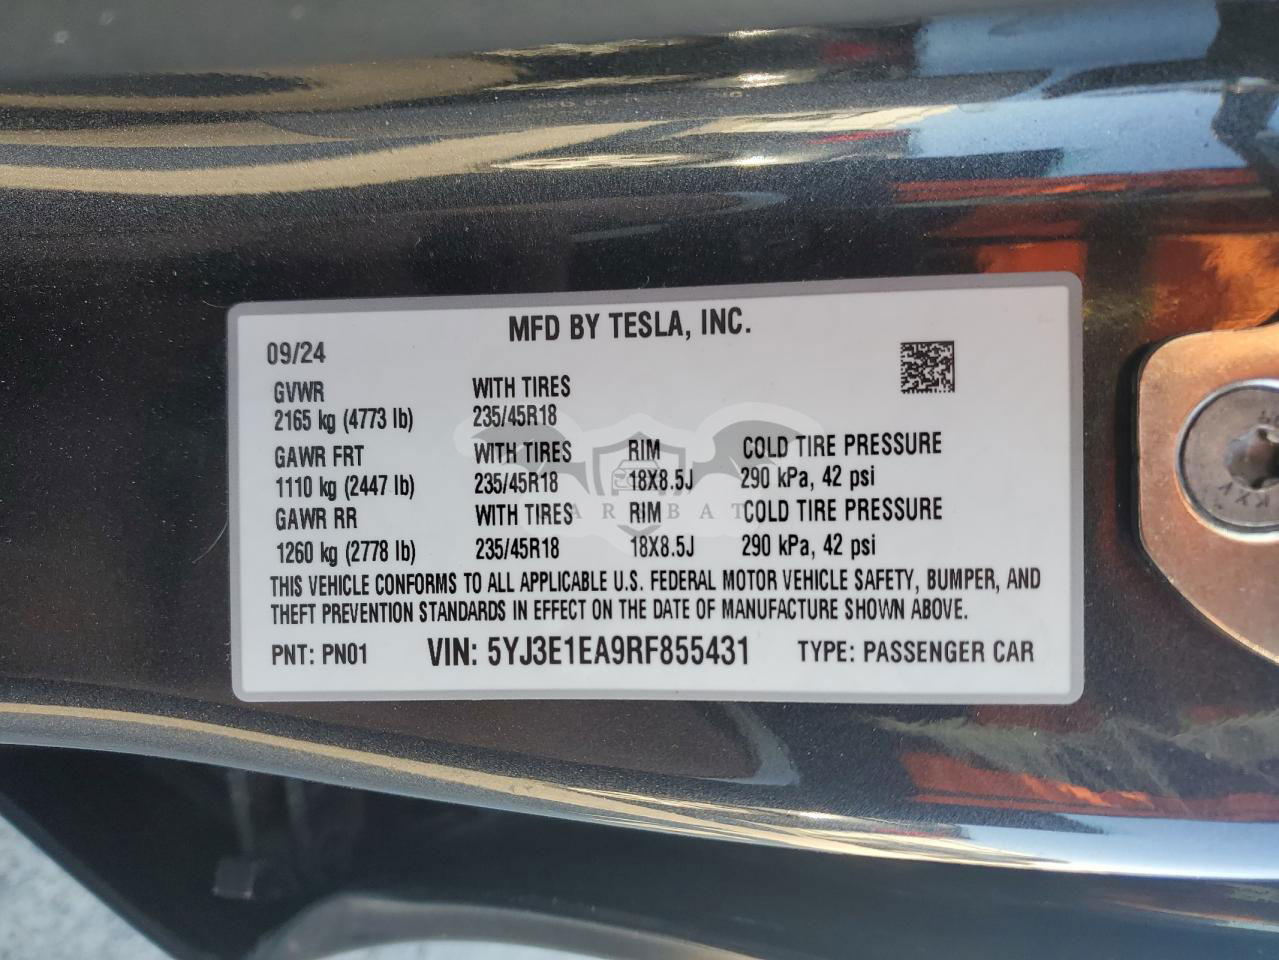 MFD BY TESLA, INC.
09/24
GVWR WITH TIRES
2165 kg (4773 lb) 235/45R18
GAWR FRT WITH TIRES RIM COLD TIRE PRESSURE
1110 kg (2447 lb) 235/45R18 18X8.5J 290 kPa, 42 psi
GAWR RR WITH TIRES RIM COLD TIRE PRESSURE
1260 kg (2778 lb) 235/45R18 18X8.5J 290 kPa, 42 psi
THIS VEHICLE CONFORMS TO ALL APPLICABLE U.S. FEDERAL MOTOR VEHICLE SAFETY, BUMPER, AND
THEFT PREVENTION STANDARDS IN EFFECT ON THE DATE OF MANUFACTURE SHOWN ABOVE.
PNT: PN01 VIN: 5YJ3E1EA9RF855431 TYPE: PASSENGER CAR